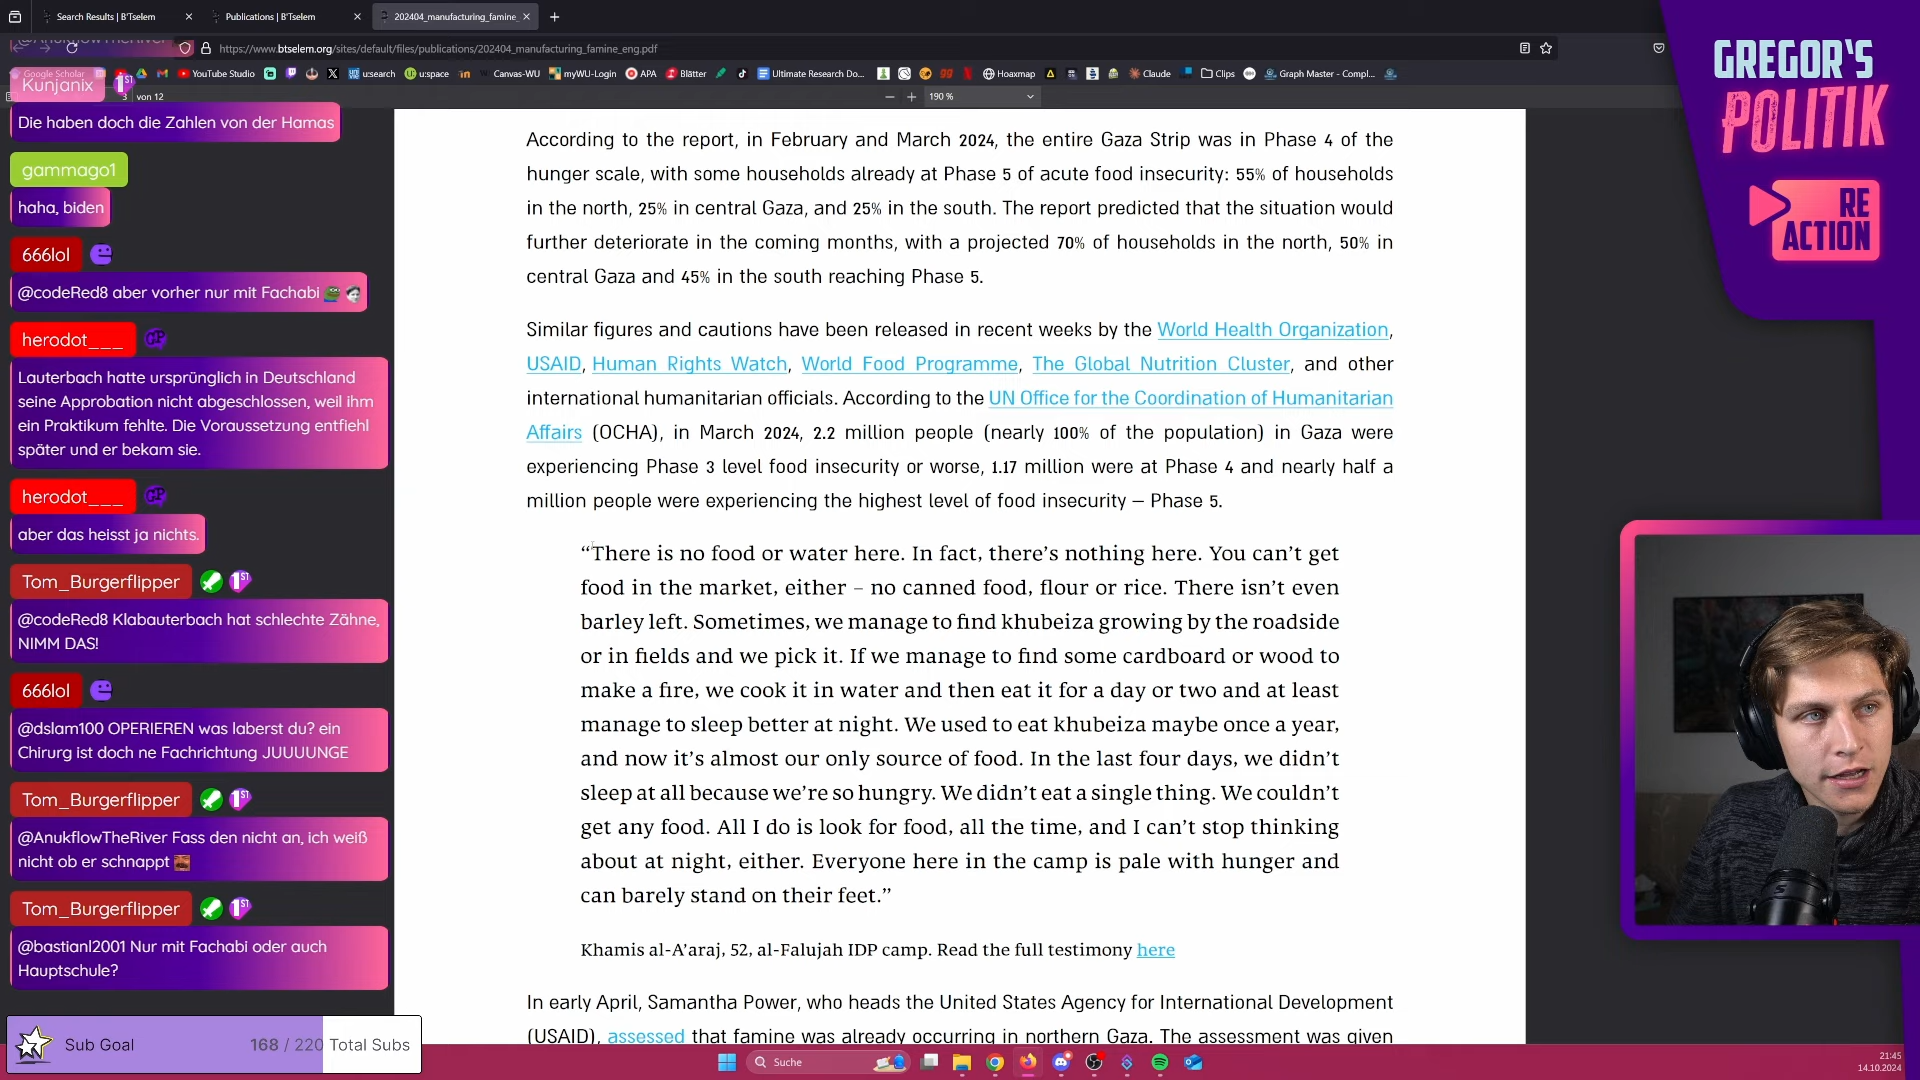 Search Results | B'Tselem
Publications | B'Tselem
202404_manufacturing_famine_
https://www.btselem.org/sites/default/files/publications/202404_manufacturing_famine_eng.pdf
Google Scholar
YouTube Studio
u:search
u:space
Canvas-WU
myWU-Login
APA
Blätter
Ultimate Research Do...
Hoaxmap
Claude
Clips
Graph Master - Compl...
3 von 12
190 %
Kunjanix
Die haben doch die Zahlen von der Hamas
gammago1
haha, biden
666lol
@codeRed8 aber vorher nur mit Fachabi
herodot___
Lauterbach hatte ursprünglich in Deutschland
seine Approbation nicht abgeschlossen, weil ihm
ein Praktikum fehlte. Die Voraussetzung entfiehl
später und er bekam sie.
herodot___
aber das heisst ja nichts.
Tom_Burgerflipper
@codeRed8 Klabauterbach hat schlechte Zähne,
NIMM DAS!
666lol
@dslam100 OPERIEREN was laberst du? ein
Chirurg ist doch ne Fachrichtung JUUUUNGE
Tom_Burgerflipper
@AnukflowTheRiver Fass den nicht an, ich weiß
nicht ob er schnappt
Tom_Burgerflipper
@bastianl2001 Nur mit Fachabi oder auch
Hauptschule?
Sub Goal
168 / 220 Total Subs
According to the report, in February and March 2024, the entire Gaza Strip was in Phase 4 of the
hunger scale, with some households already at Phase 5 of acute food insecurity: 55% of households
in the north, 25% in central Gaza, and 25% in the south. The report predicted that the situation would
further deteriorate in the coming months, with a projected 70% of households in the north, 50% in
central Gaza and 45% in the south reaching Phase 5.
Similar figures and cautions have been released in recent weeks by the World Health Organization,
USAID, Human Rights Watch, World Food Programme, The Global Nutrition Cluster, and other
international humanitarian officials. According to the UN Office for the Coordination of Humanitarian
Affairs (OCHA), in March 2024, 2.2 million people (nearly 100% of the population) in Gaza were
experiencing Phase 3 level food insecurity or worse, 1.17 million were at Phase 4 and nearly half a
million people were experiencing the highest level of food insecurity – Phase 5.
“There is no food or water here. In fact, there’s nothing here. You can’t get
food in the market, either – no canned food, flour or rice. There isn’t even
barley left. Sometimes, we manage to find khubeiza growing by the roadside
or in fields and we pick it. If we manage to find some cardboard or wood to
make a fire, we cook it in water and then eat it for a day or two and at least
manage to sleep better at night. We used to eat khubeiza maybe once a year,
and now it’s almost our only source of food. In the last four days, we didn’t
sleep at all because we’re so hungry. We didn’t eat a single thing. We couldn’t
get any food. All I do is look for food, all the time, and I can’t stop thinking
about at night, either. Everyone here in the camp is pale with hunger and
can barely stand on their feet.”
Khamis al-A’araj, 52, al-Falujah IDP camp. Read the full testimony here
In early April, Samantha Power, who heads the United States Agency for International Development
(USAID), assessed that famine was already occurring in northern Gaza. The assessment was given
GREGOR'S
POLITIK
RE
ACTION
Suche
21:45
14.10.2024